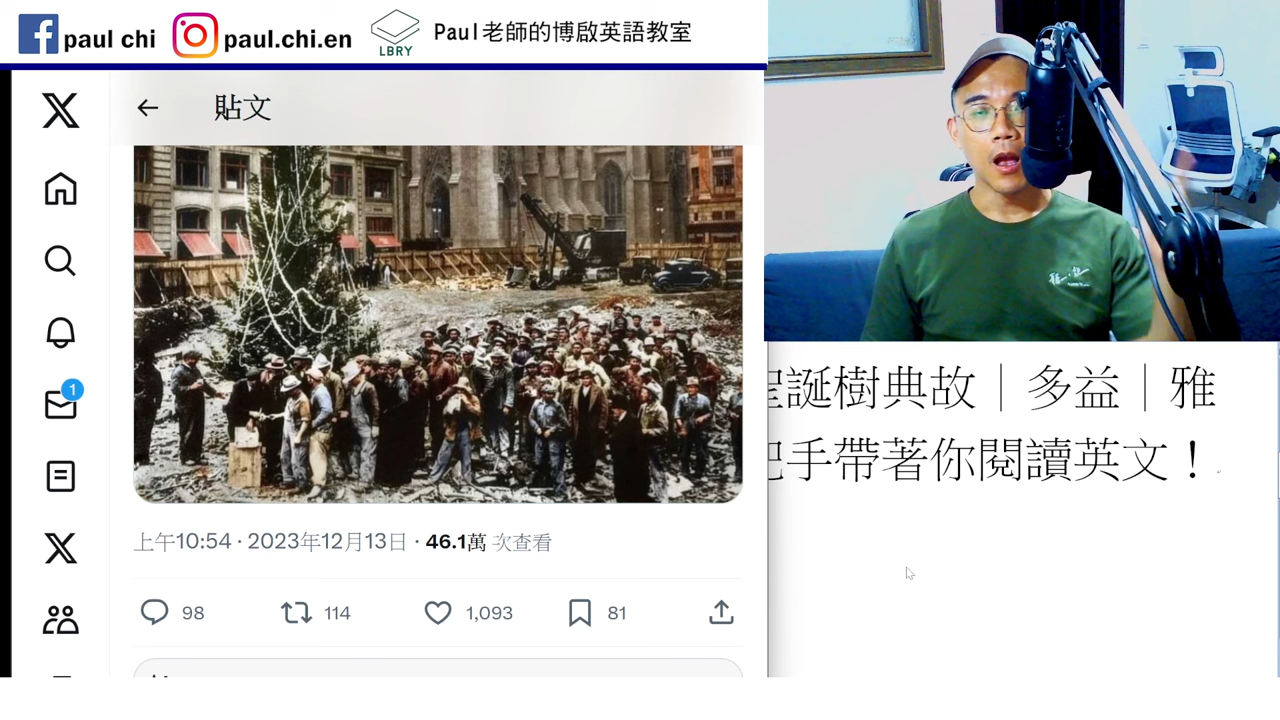 paul chi
paul.chi.en
LBRY
Paul老師的博啟英語教室
貼文
1
上午10:54 · 2023年12月13日 · 46.1萬 次查看
98
114
1,093
81
誕樹典故｜多益｜雅
手帶著你閱讀英文！